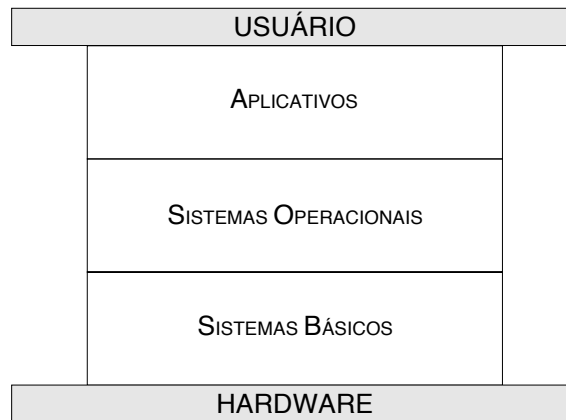 USUÁRIO
APLICATIVOS
SISTEMAS OPERACIONAIS
SISTEMAS BÁSICOS
HARDWARE